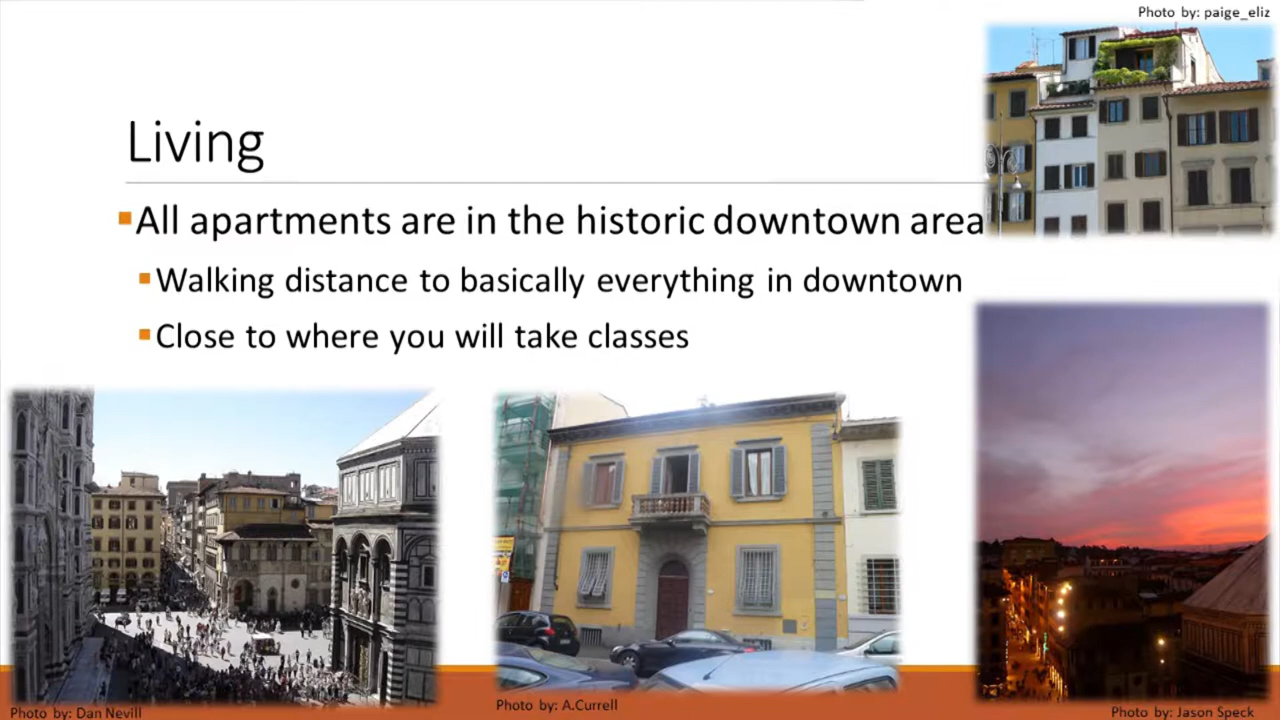 Photo by: paige_eliz
Living
All apartments are in the historic downtown area
Walking distance to basically everything in downtown
Close to where you will take classes
Photo by: Dan Nevill
Photo by: A.Currell
Photo by: Jason Speck